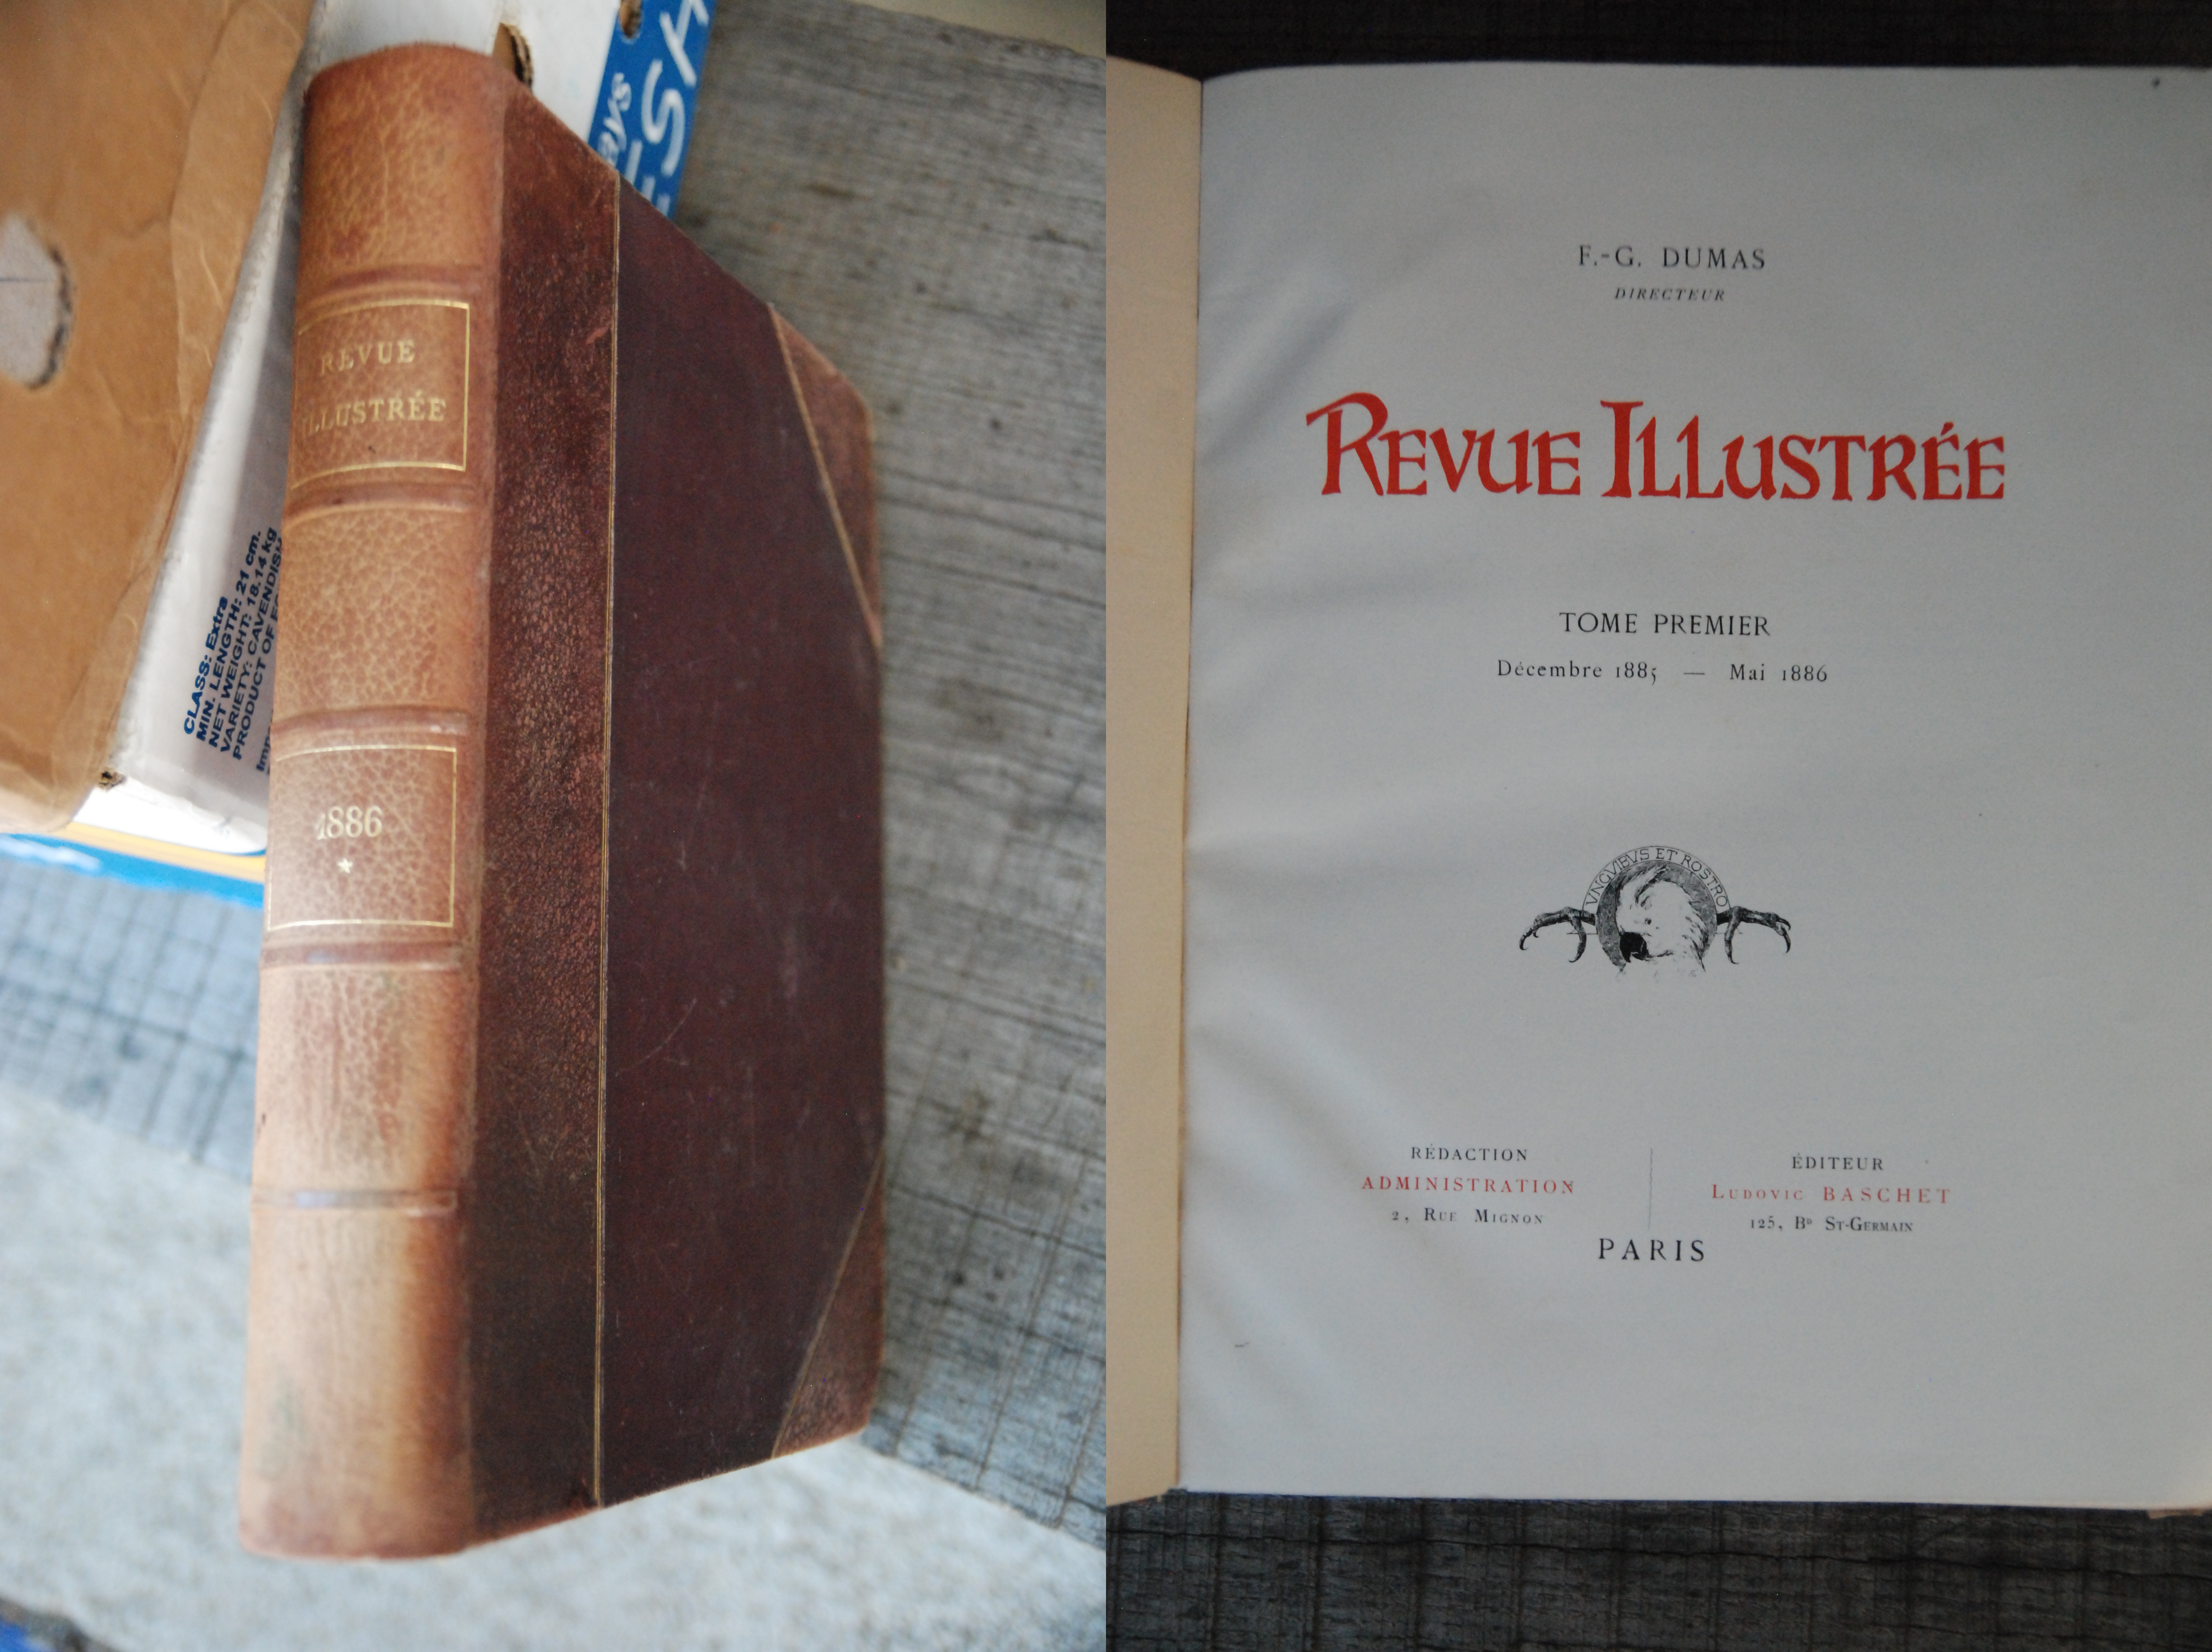 REVUE
ILLUSTRÉE
1886
*
CLASS: Extra
MIN. LENGTH: 21 cm.
NET WEIGHT: 18.14 kg
VARIETY: CAVENDISH
PRODUCT OF
F.-G. DUMAS
DIRECTEUR
REVUE ILLUSTRÉE
TOME PREMIER
Décembre 1885 — Mai 1886
VNGVIBVS ET ROSTRO
RÉDACTION
ADMINISTRATION
2, RUE MIGNON
ÉDITEUR
LUDOVIC BASCHET
125, BD ST-GERMAIN
PARIS